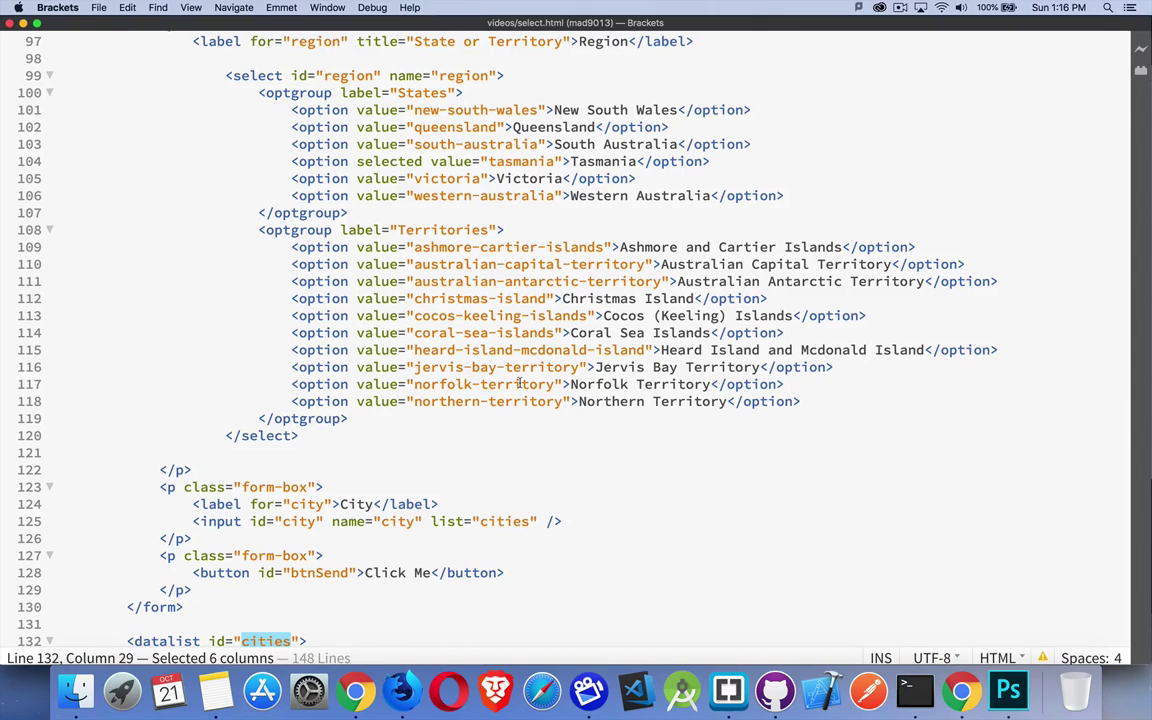 Brackets File Edit View Navigate Emmet Window Debug Help 100% Sun 1:16 PM
videos/select.html (mad9013) — Brackets
97 <label for="region" title="State or Territory">Region</label>
98
99 <select id="region" name="region">
100 <optgroup label="States">
101 <option value="new-south-wales">New South Wales</option>
102 <option value="queensland">Queensland</option>
103 <option value="south-australia">South Australia</option>
104 <option selected value="tasmania">Tasmania</option>
105 <option value="victoria">Victoria</option>
106 <option value="western-australia">Western Australia</option>
107 </optgroup>
108 <optgroup label="Territories">
109 <option value="ashmore-cartier-islands">Ashmore and Cartier Islands</option>
110 <option value="australian-capital-territory">Australian Capital Territory</option>
111 <option value="australian-antarctic-territory">Australian Antarctic Territory</option>
112 <option value="christmas-island">Christmas Island</option>
113 <option value="cocos-keeling-islands">Cocos (Keeling) Islands</option>
114 <option value="coral-sea-islands">Coral Sea Islands</option>
115 <option value="heard-island-mcdonald-island">Heard Island and Mcdonald Island</option>
116 <option value="jervis-bay-territory">Jervis Bay Territory</option>
117 <option value="norfolk-territory">Norfolk Territory</option>
118 <option value="northern-territory">Northern Territory</option>
119 </optgroup>
120 </select>
121
122 </p>
123 <p class="form-box">
124 <label for="city">City</label>
125 <input id="city" name="city" list="cities" />
126 </p>
127 <p class="form-box">
128 <button id="btnSend">Click Me</button>
129 </p>
130 </form>
131
132 <datalist id="cities">
Line 132, Column 29 — Selected 6 columns — 148 Lines INS UTF-8 HTML Spaces: 4
OCT 21 Ps